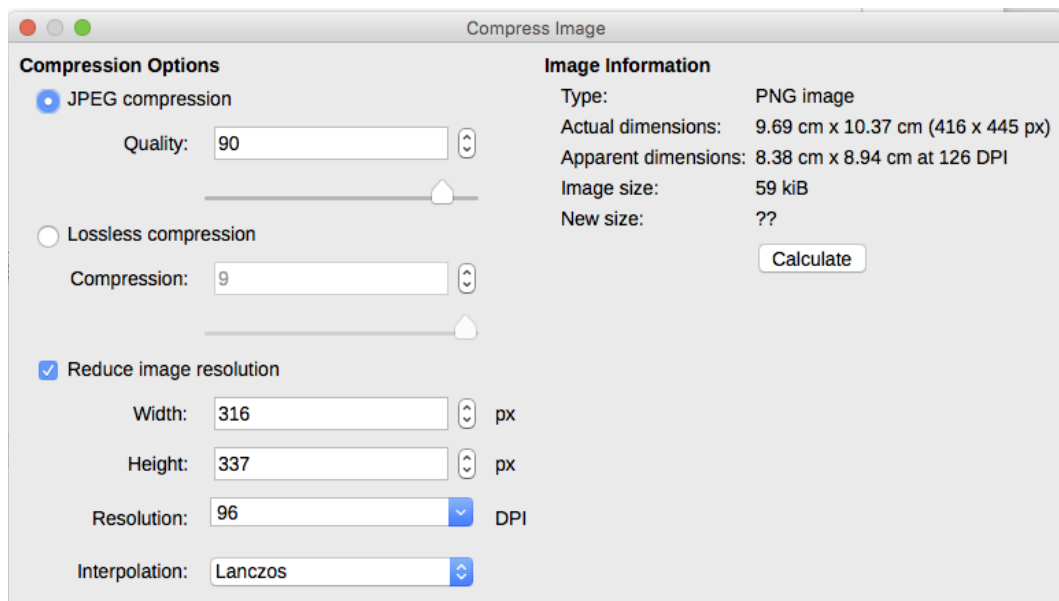 Compress Image
Compression Options
JPEG compression
Quality: 90
Lossless compression
Compression: 9
Reduce image resolution
Width: 316 px
Height: 337 px
Resolution: 96 DPI
Interpolation: Lanczos
Image Information
Type: PNG image
Actual dimensions: 9.69 cm x 10.37 cm (416 x 445 px)
Apparent dimensions: 8.38 cm x 8.94 cm at 126 DPI
Image size: 59 kiB
New size: ??
Calculate